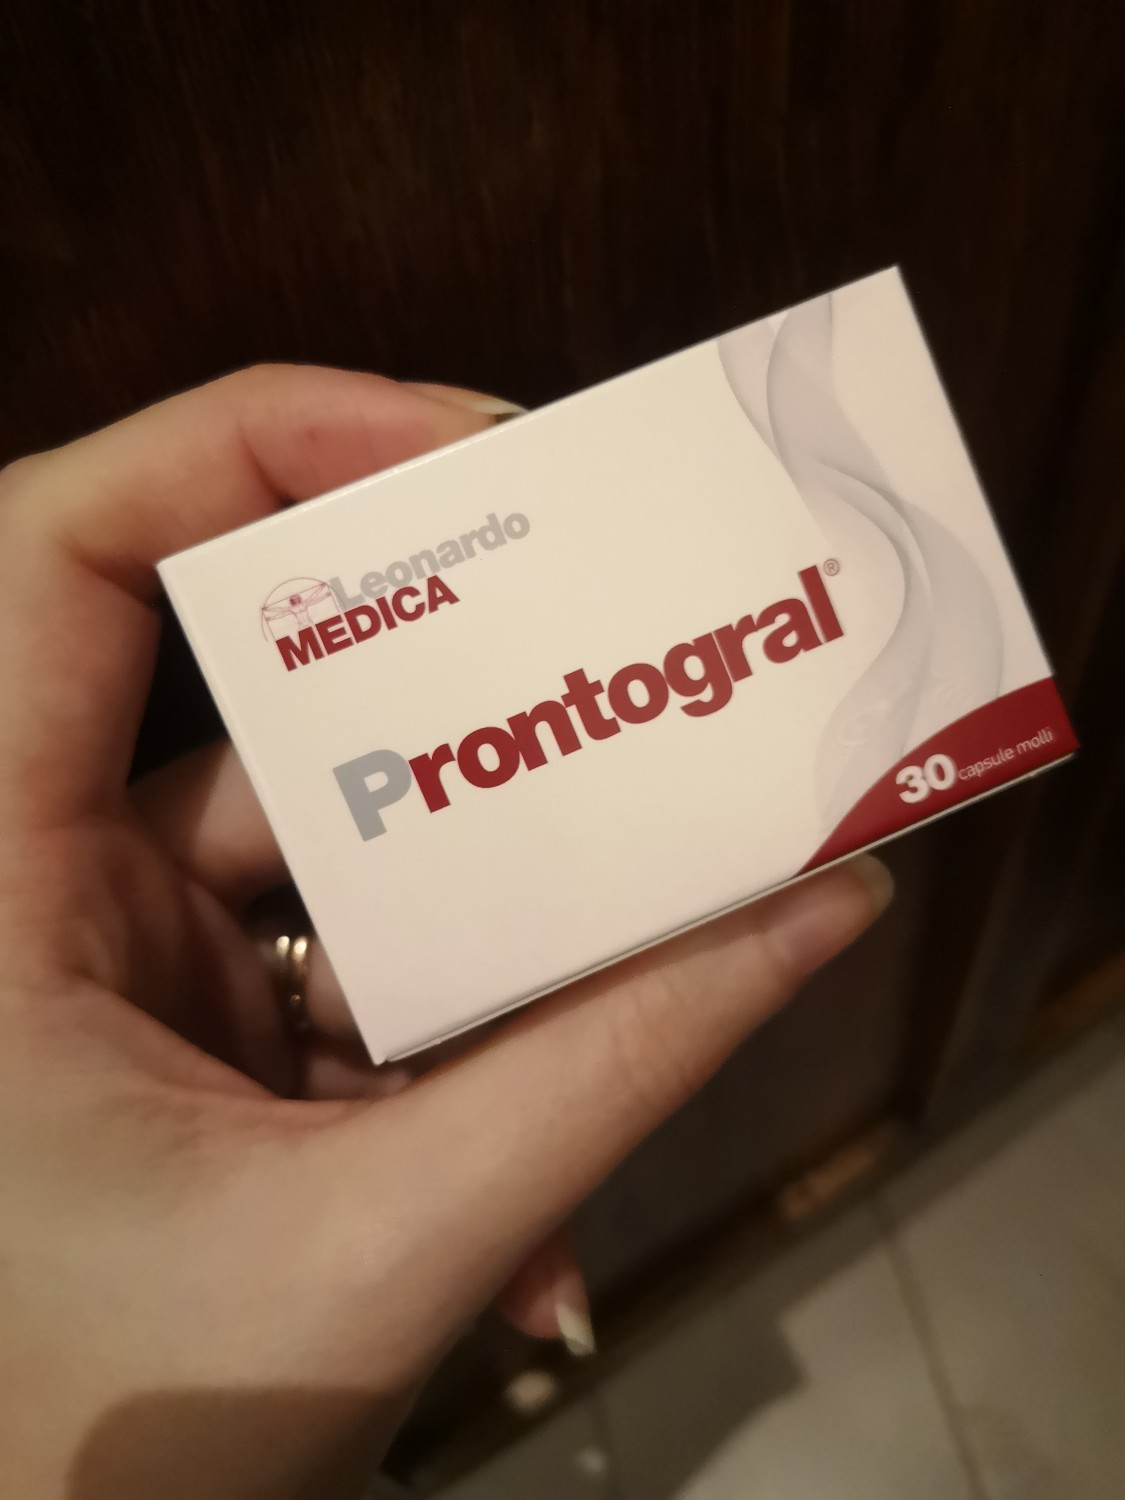 Leonardo
MEDICA
Prontogral®
30 capsule molli